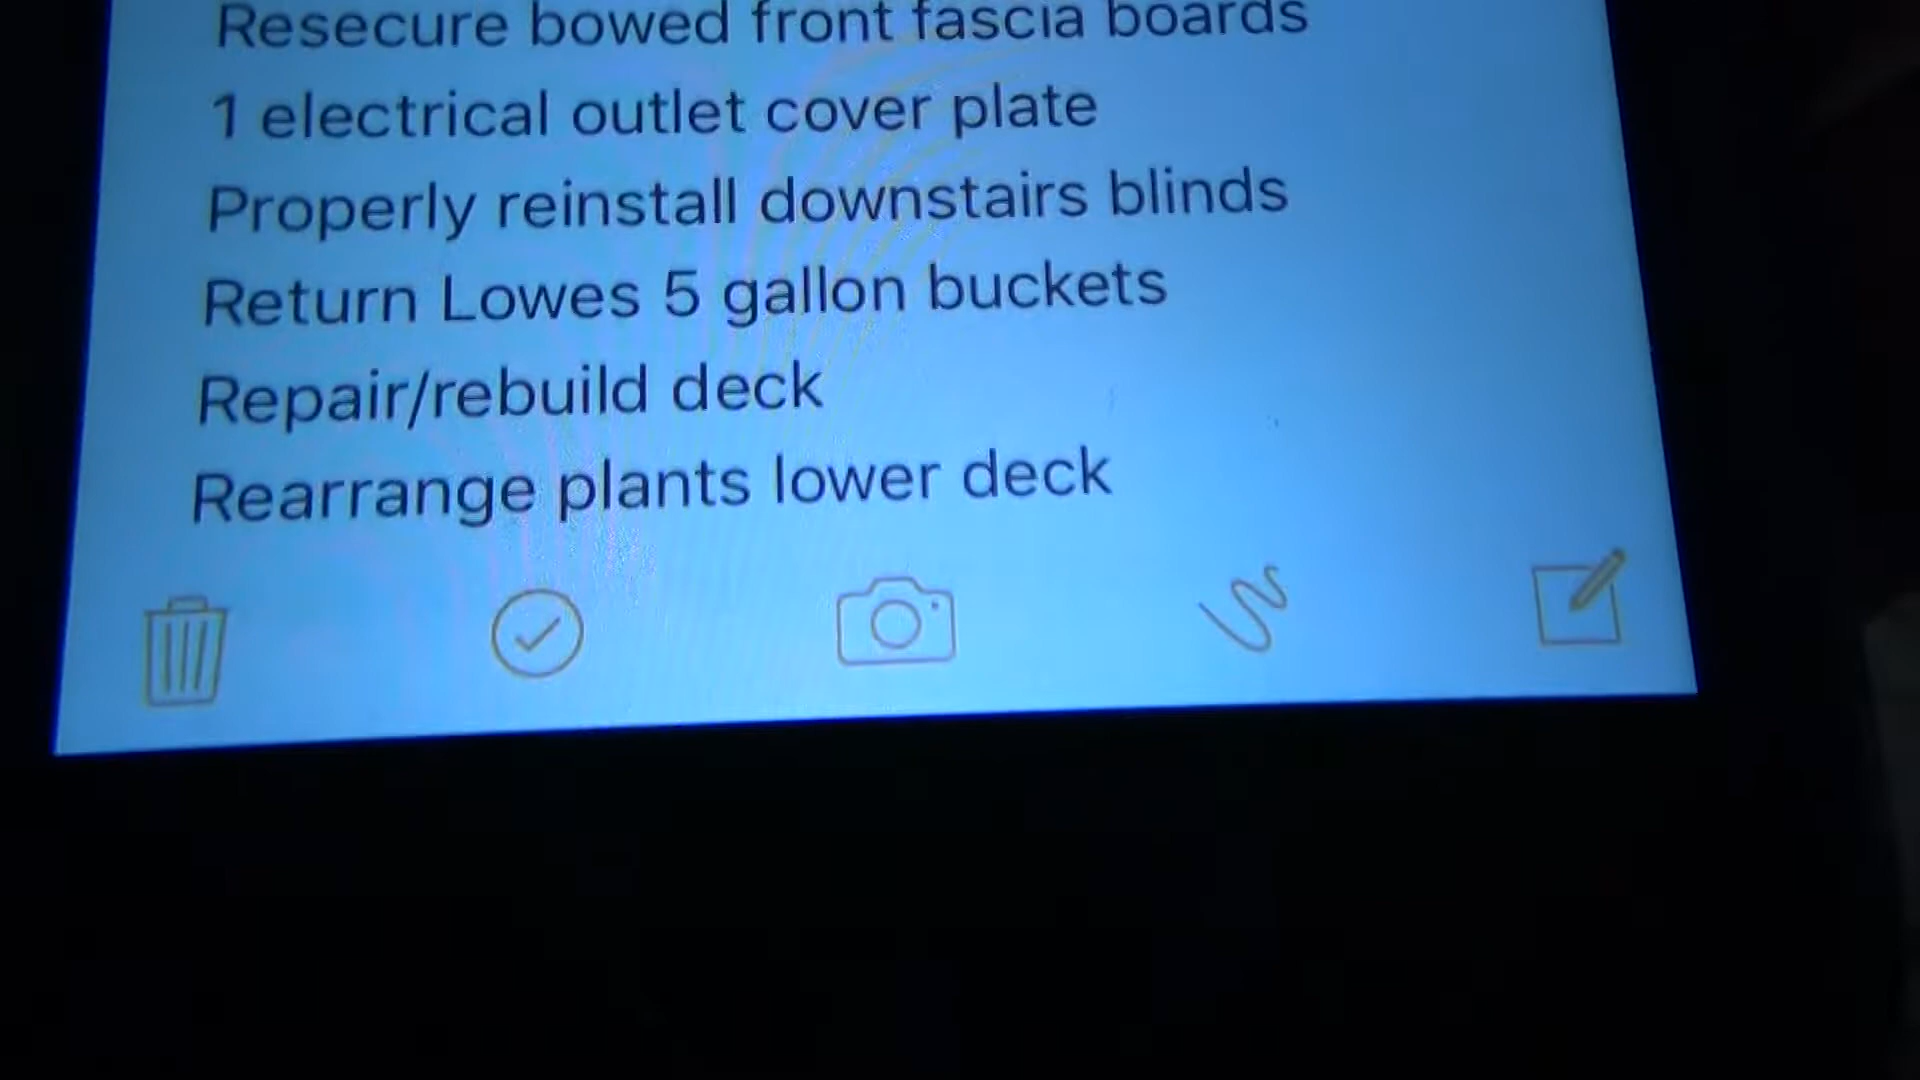 Resecure bowed front fascia boards
1 electrical outlet cover plate
Properly reinstall downstairs blinds
Return Lowes 5 gallon buckets
Repair/rebuild deck
Rearrange plants lower deck